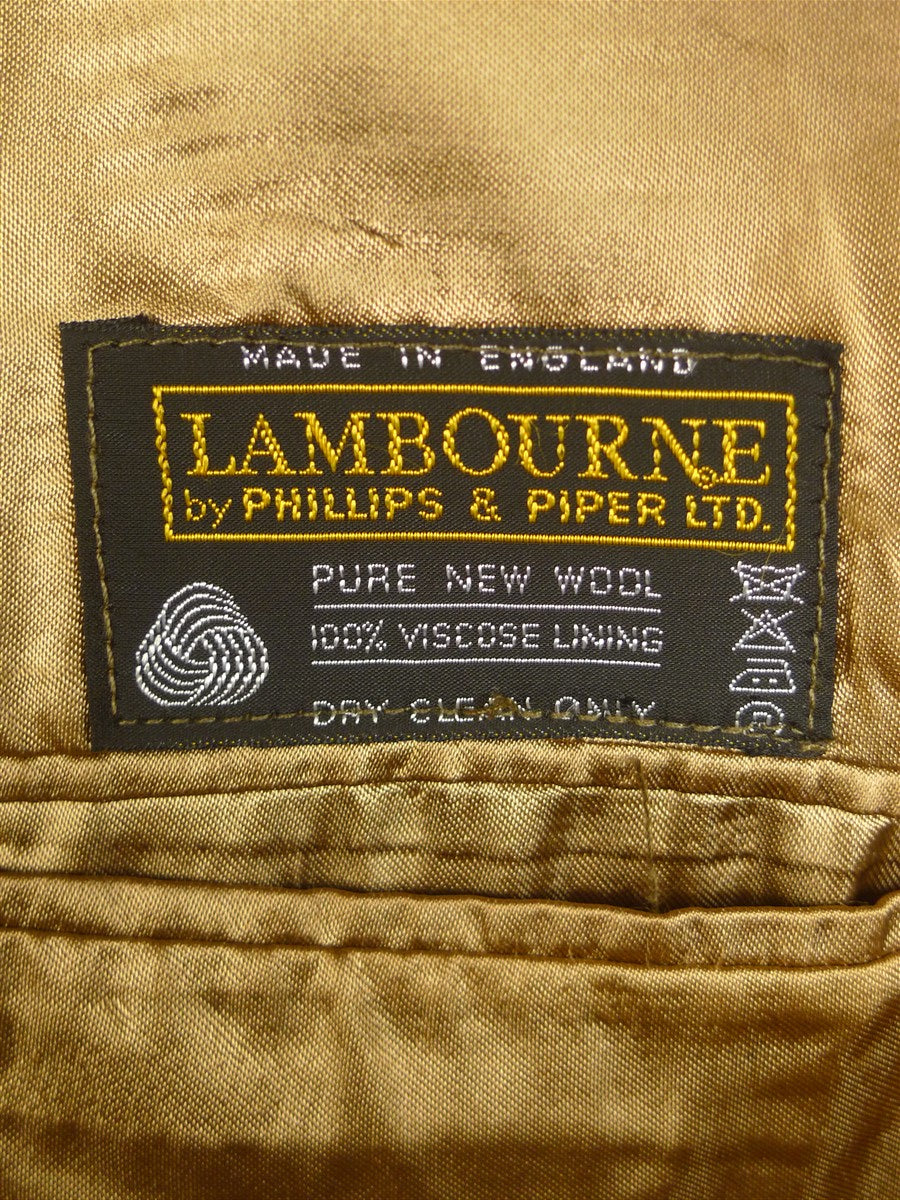 MADE IN ENGLAND
LAMBOURNE®
by PHILLIPS & PIPER LTD.
PURE NEW WOOL
100% VISCOSE LINING
DRY CLEAN ONLY
P